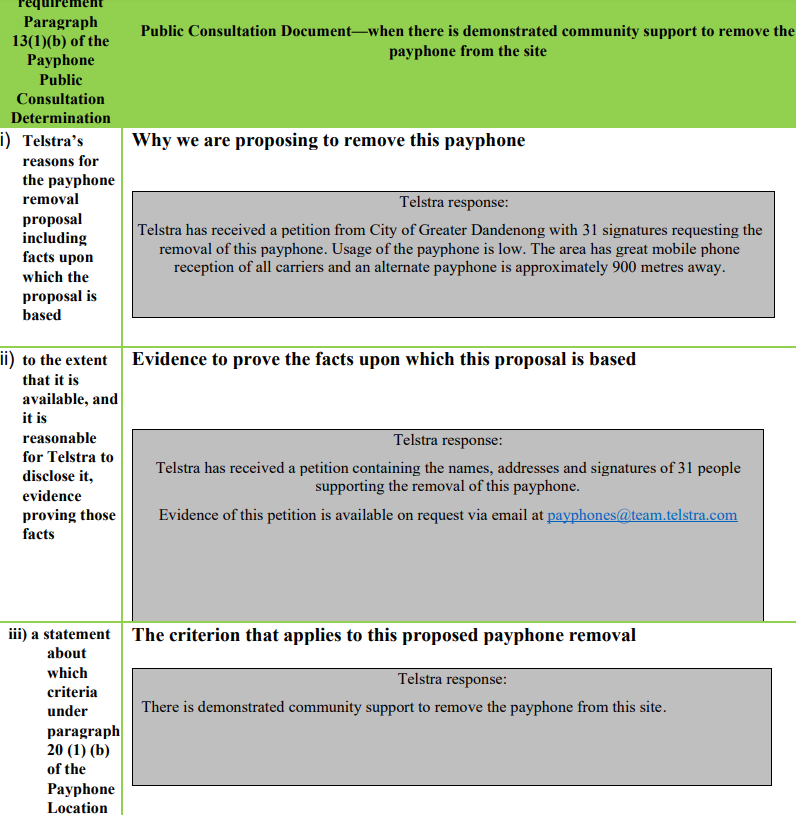 requirement
Paragraph
13(1)(b) of the
Payphone
Public
Consultation
Determination
Public Consultation Document—when there is demonstrated community support to remove the
payphone from the site
i) Telstra's
reasons for
the payphone
removal
proposal
including
facts upon
which the
proposal is
based
Why we are proposing to remove this payphone
Telstra response:
Telstra has received a petition from City of Greater Dandenong with 31 signatures requesting the
removal of this payphone. Usage of the payphone is low. The area has great mobile phone
reception of all carriers and an alternate payphone is approximately 900 metres away.
ii) to the extent
that it is
available, and
it is
reasonable
for Telstra to
disclose it,
evidence
proving those
facts
Evidence to prove the facts upon which this proposal is based
Telstra response:
Telstra has received a petition containing the names, addresses and signatures of 31 people
supporting the removal of this payphone.
Evidence of this petition is available on request via email at payphones@team.telstra.com
iii) a statement
about
which
criteria
under
paragraph
20 (1) (b)
of the
Payphone
Location
The criterion that applies to this proposed payphone removal
Telstra response:
There is demonstrated community support to remove the payphone from this site.